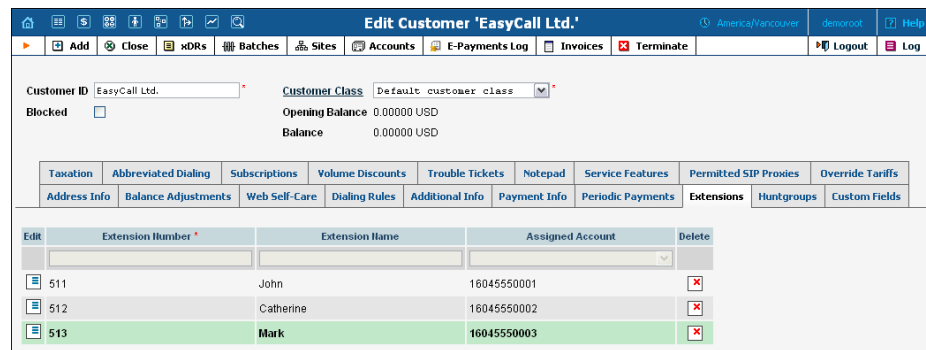 Edit Customer 'EasyCall Ltd.' America/Vancouver demoroot Help
Add Close xDRs Batches Sites Accounts E-Payments Log Invoices Terminate Logout Log
Customer ID EasyCall Ltd. * Customer Class Default customer class *
Blocked Opening Balance 0.00000 USD
Balance 0.00000 USD
Taxation Abbreviated Dialing Subscriptions Volume Discounts Trouble Tickets Notepad Service Features Permitted SIP Proxies Override Tariffs
Address Info Balance Adjustments Web Self-Care Dialing Rules Additional Info Payment Info Periodic Payments Extensions Huntgroups Custom Fields
Edit Extension Number * Extension Name Assigned Account Delete
511 John 16045550001
512 Catherine 16045550002
513 Mark 16045550003